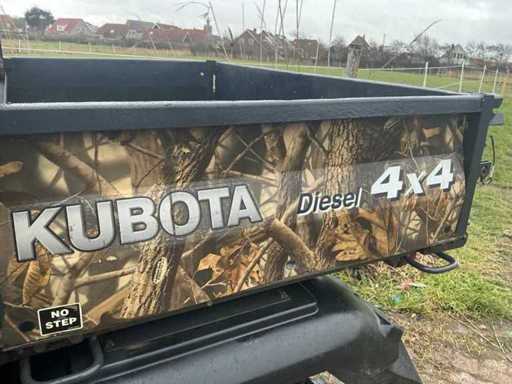 KUBOTA Diesel 4x4
NO
STEP